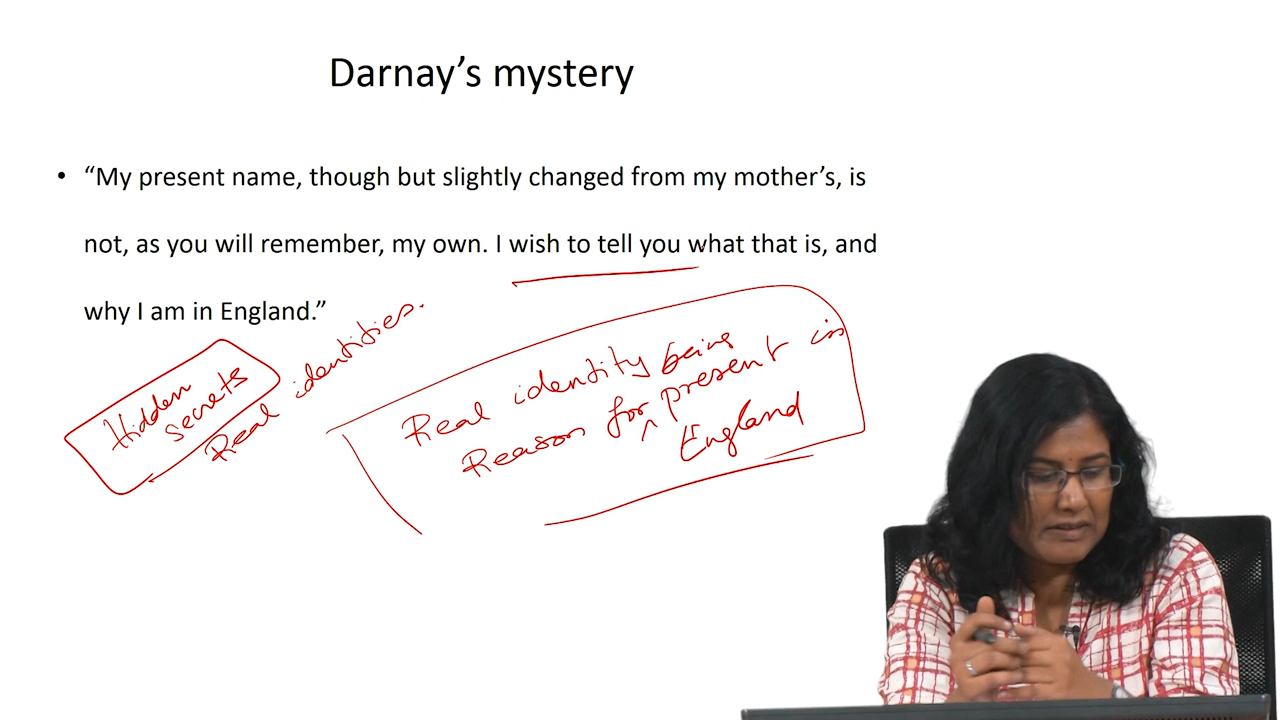 Darnay’s mystery
• “My present name, though but slightly changed from my mother’s, is
not, as you will remember, my own. I wish to tell you what that is, and
why I am in England.”
Hidden
secrets
Real identities.
Real identity being
Reason for ^ present in
England